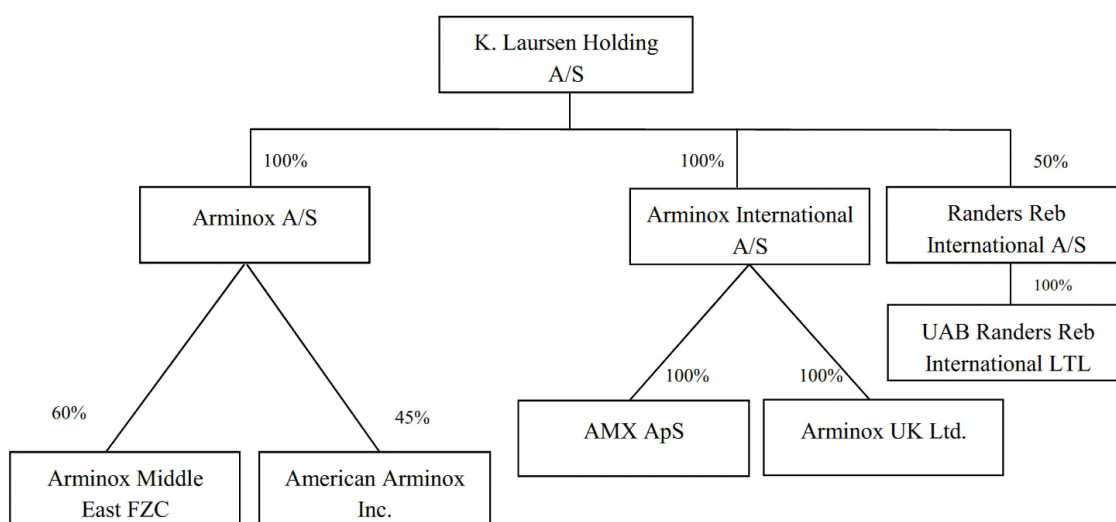 K. Laursen Holding
A/S
100%
100%
50%
Arminox A/S
Arminox International
A/S
Randers Reb
International A/S
100%
UAB Randers Reb
International LTL
60%
45%
100%
100%
AMX ApS
Arminox UK Ltd.
Arminox Middle
East FZC
American Arminox
Inc.